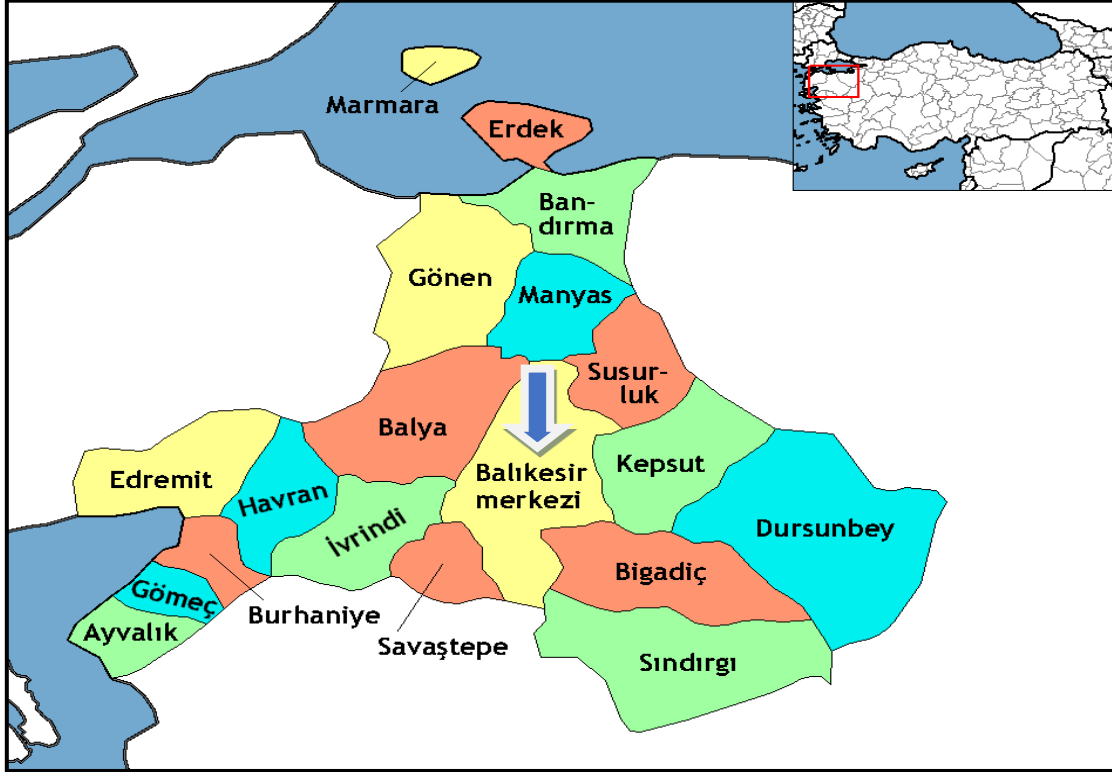 Marmara
Erdek
Ban-
dırma
Gönen
Manyas
Susur-
luk
Balya
Edremit
Havran
Balıkesir
merkezi
Kepsut
İvrindi
Dursunbey
Bigadiç
Gömeç
Burhaniye
Ayvalık
Savaştepe
Sındırgı